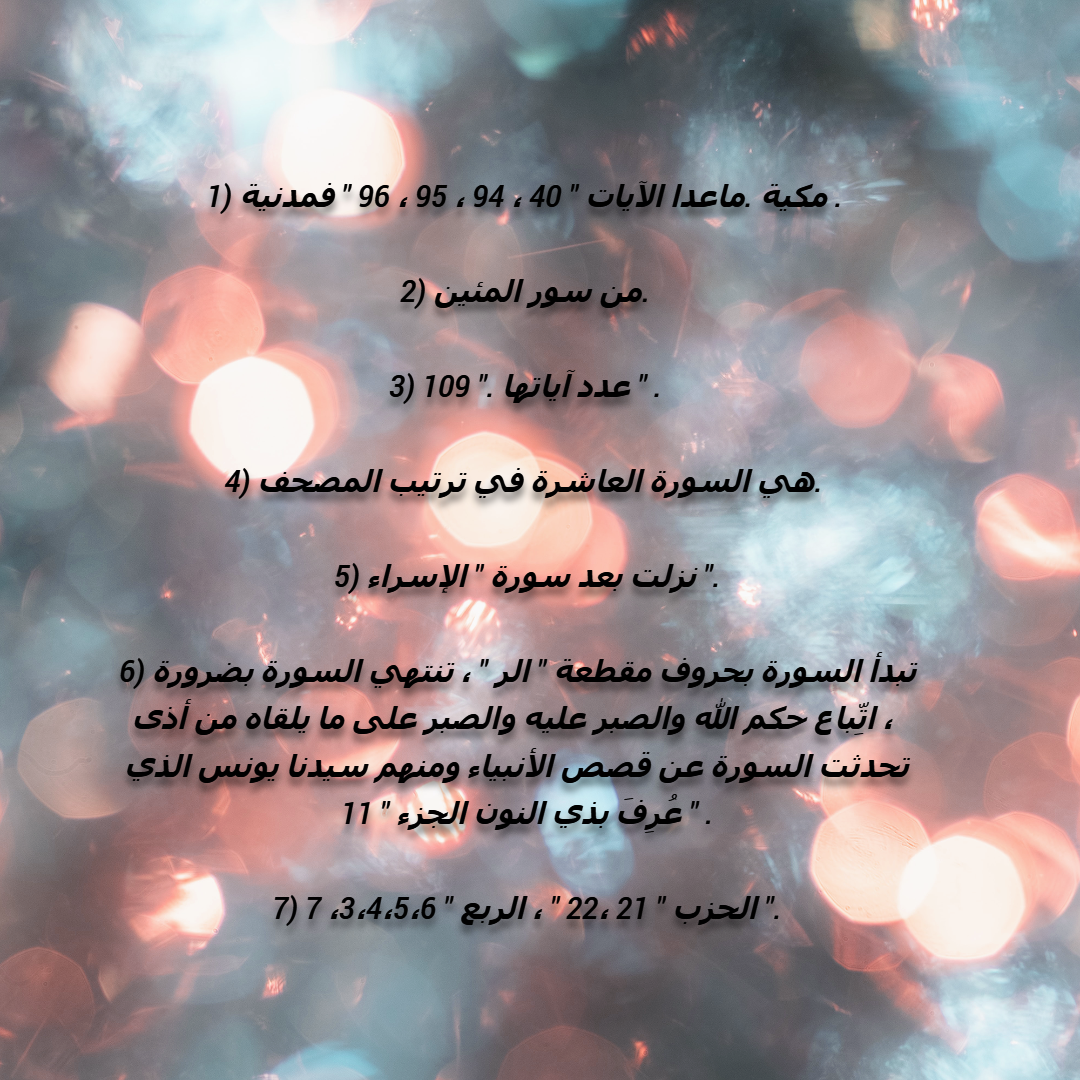 1) مكية .ماعدا الآيات " 40 ، 94 ، 95 ، 96 " فمدنية .
2) من سور المئين.
3) عدد آياتها ." 109 " .
4) هي السورة العاشرة في ترتيب المصحف.
5) نزلت بعد سورة " الإسراء ".
6) تبدأ السورة بحروف مقطعة " الر " ، تنتهي السورة بضرورة
اتِّباع حكم الله والصبر عليه والصبر على ما يلقاه من أذى ،
تحدثت السورة عن قصص الأنبياء ومنهم سيدنا يونس الذي
عُرِفَ بذي النون الجزء " 11 " .
7) الحزب " 21 ،22 " ، الربع " 3،4،5،6، 7 ".